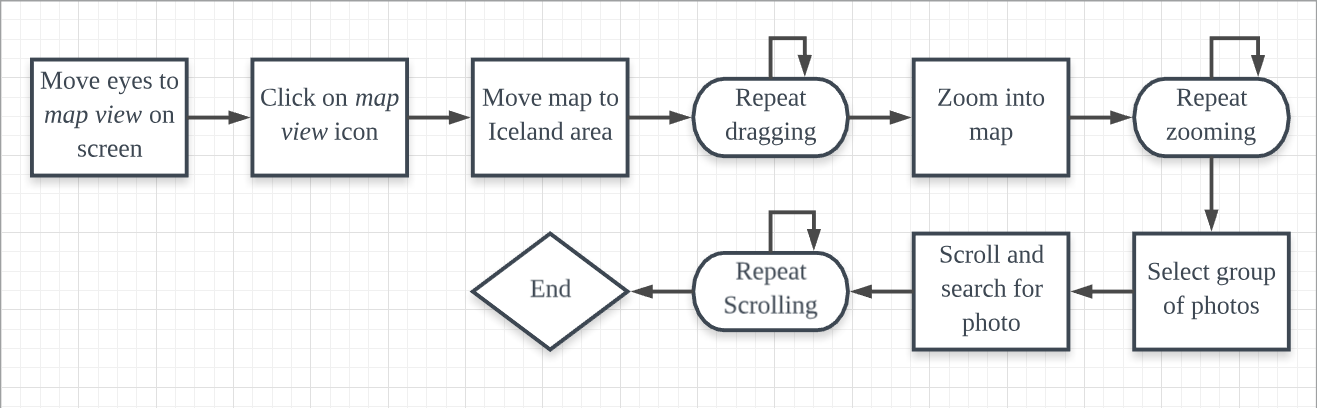 Move eyes to
map view on
screen
Click on map
view icon
Move map to
Iceland area
Repeat
dragging
Zoom into
map
Repeat
zooming
Select group
of photos
Scroll and
search for
photo
Repeat
Scrolling
End